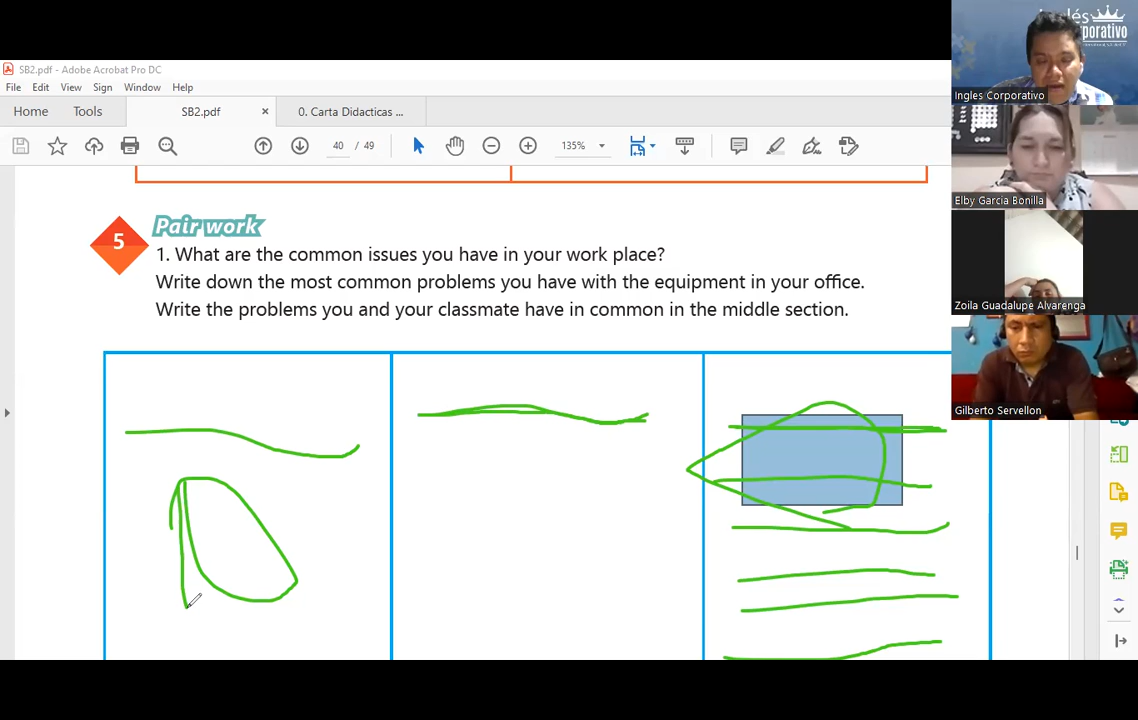 SB2.pdf - Adobe Acrobat Pro DC
File Edit View Sign Window Help
Home Tools SB2.pdf × 0. Carta Didacticas ...
40 / 49 135%
5 Pair work
1. What are the common issues you have in your work place?
Write down the most common problems you have with the equipment in your office.
Write the problems you and your classmate have in common in the middle section.
Ingles Corporativo
Elby Garcia Bonilla
Zoila Guadalupe Alvarenga
Gilberto Servellon